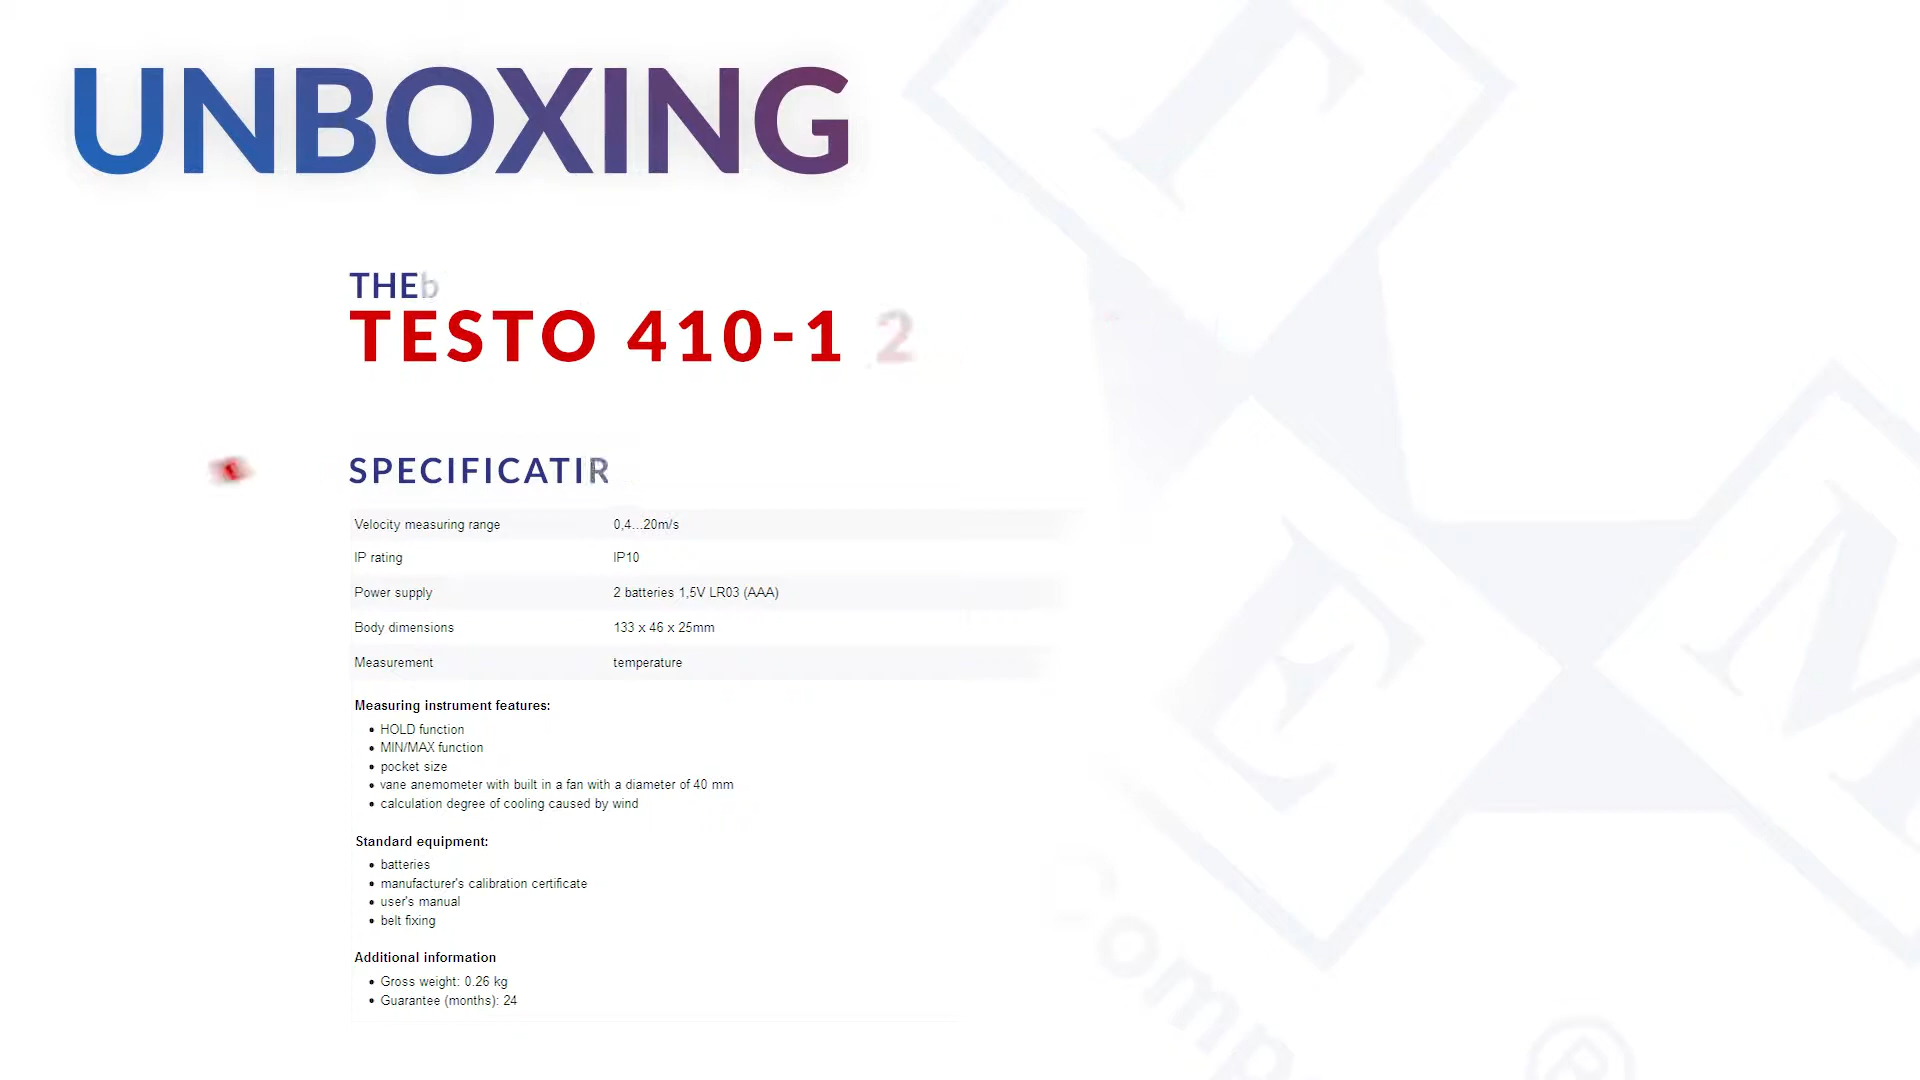 UNBOXING
THE
TESTO 410-1 2
SPECIFICATIR
Velocity measuring range 0,4...20m/s
IP rating IP10
Power supply 2 batteries 1,5V LR03 (AAA)
Body dimensions 133 x 46 x 25mm
Measurement temperature
Measuring instrument features:
• HOLD function
• MIN/MAX function
• pocket size
• vane anemometer with built in a fan with a diameter of 40 mm
• calculation degree of cooling caused by wind
Standard equipment:
• batteries
• manufacturer's calibration certificate
• user's manual
• belt fixing
Additional information
• Gross weight: 0.26 kg
• Guarantee (months): 24
T
E
M
Comp
®